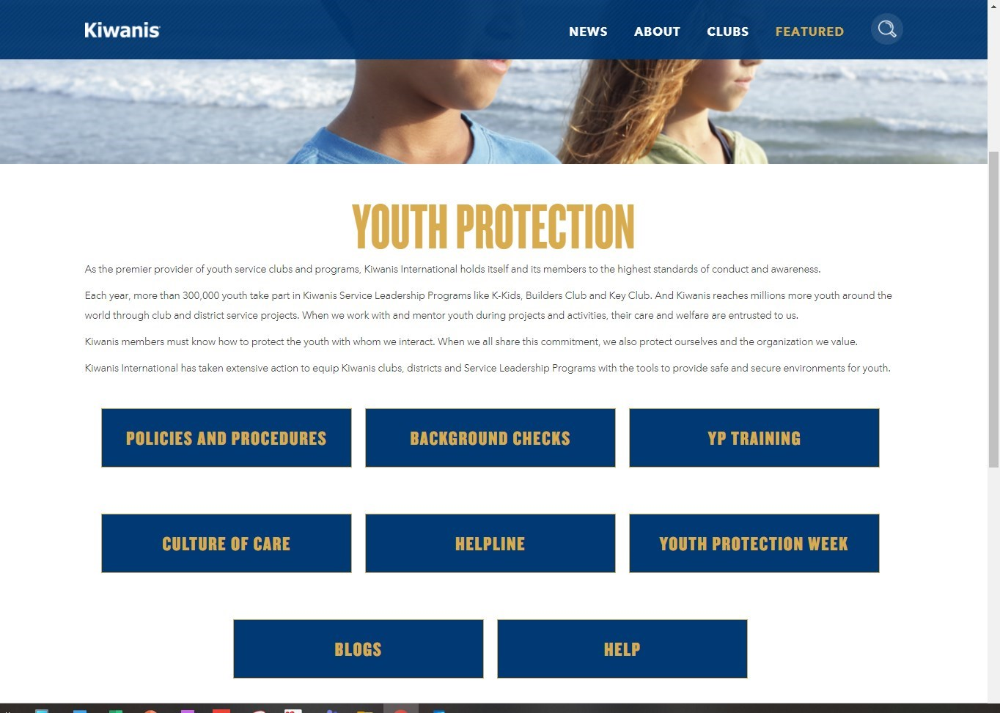 Kiwanis
NEWS ABOUT CLUBS FEATURED
YOUTH PROTECTION
As the premier provider of youth service clubs and programs, Kiwanis International holds itself and its members to the highest standards of conduct and awareness.
Each year, more than 300,000 youth take part in Kiwanis Service Leadership Programs like K-Kids, Builders Club and Key Club. And Kiwanis reaches millions more youth around the
world through club and district service projects. When we work with and mentor youth during projects and activities, their care and welfare are entrusted to us.
Kiwanis members must know how to protect the youth with whom we interact. When we all share this commitment, we also protect ourselves and the organization we value.
Kiwanis International has taken extensive action to equip Kiwanis clubs, districts and Service Leadership Programs with the tools to provide safe and secure environments for youth.
POLICIES AND PROCEDURES
BACKGROUND CHECKS
YP TRAINING
CULTURE OF CARE
HELPLINE
YOUTH PROTECTION WEEK
BLOGS
HELP